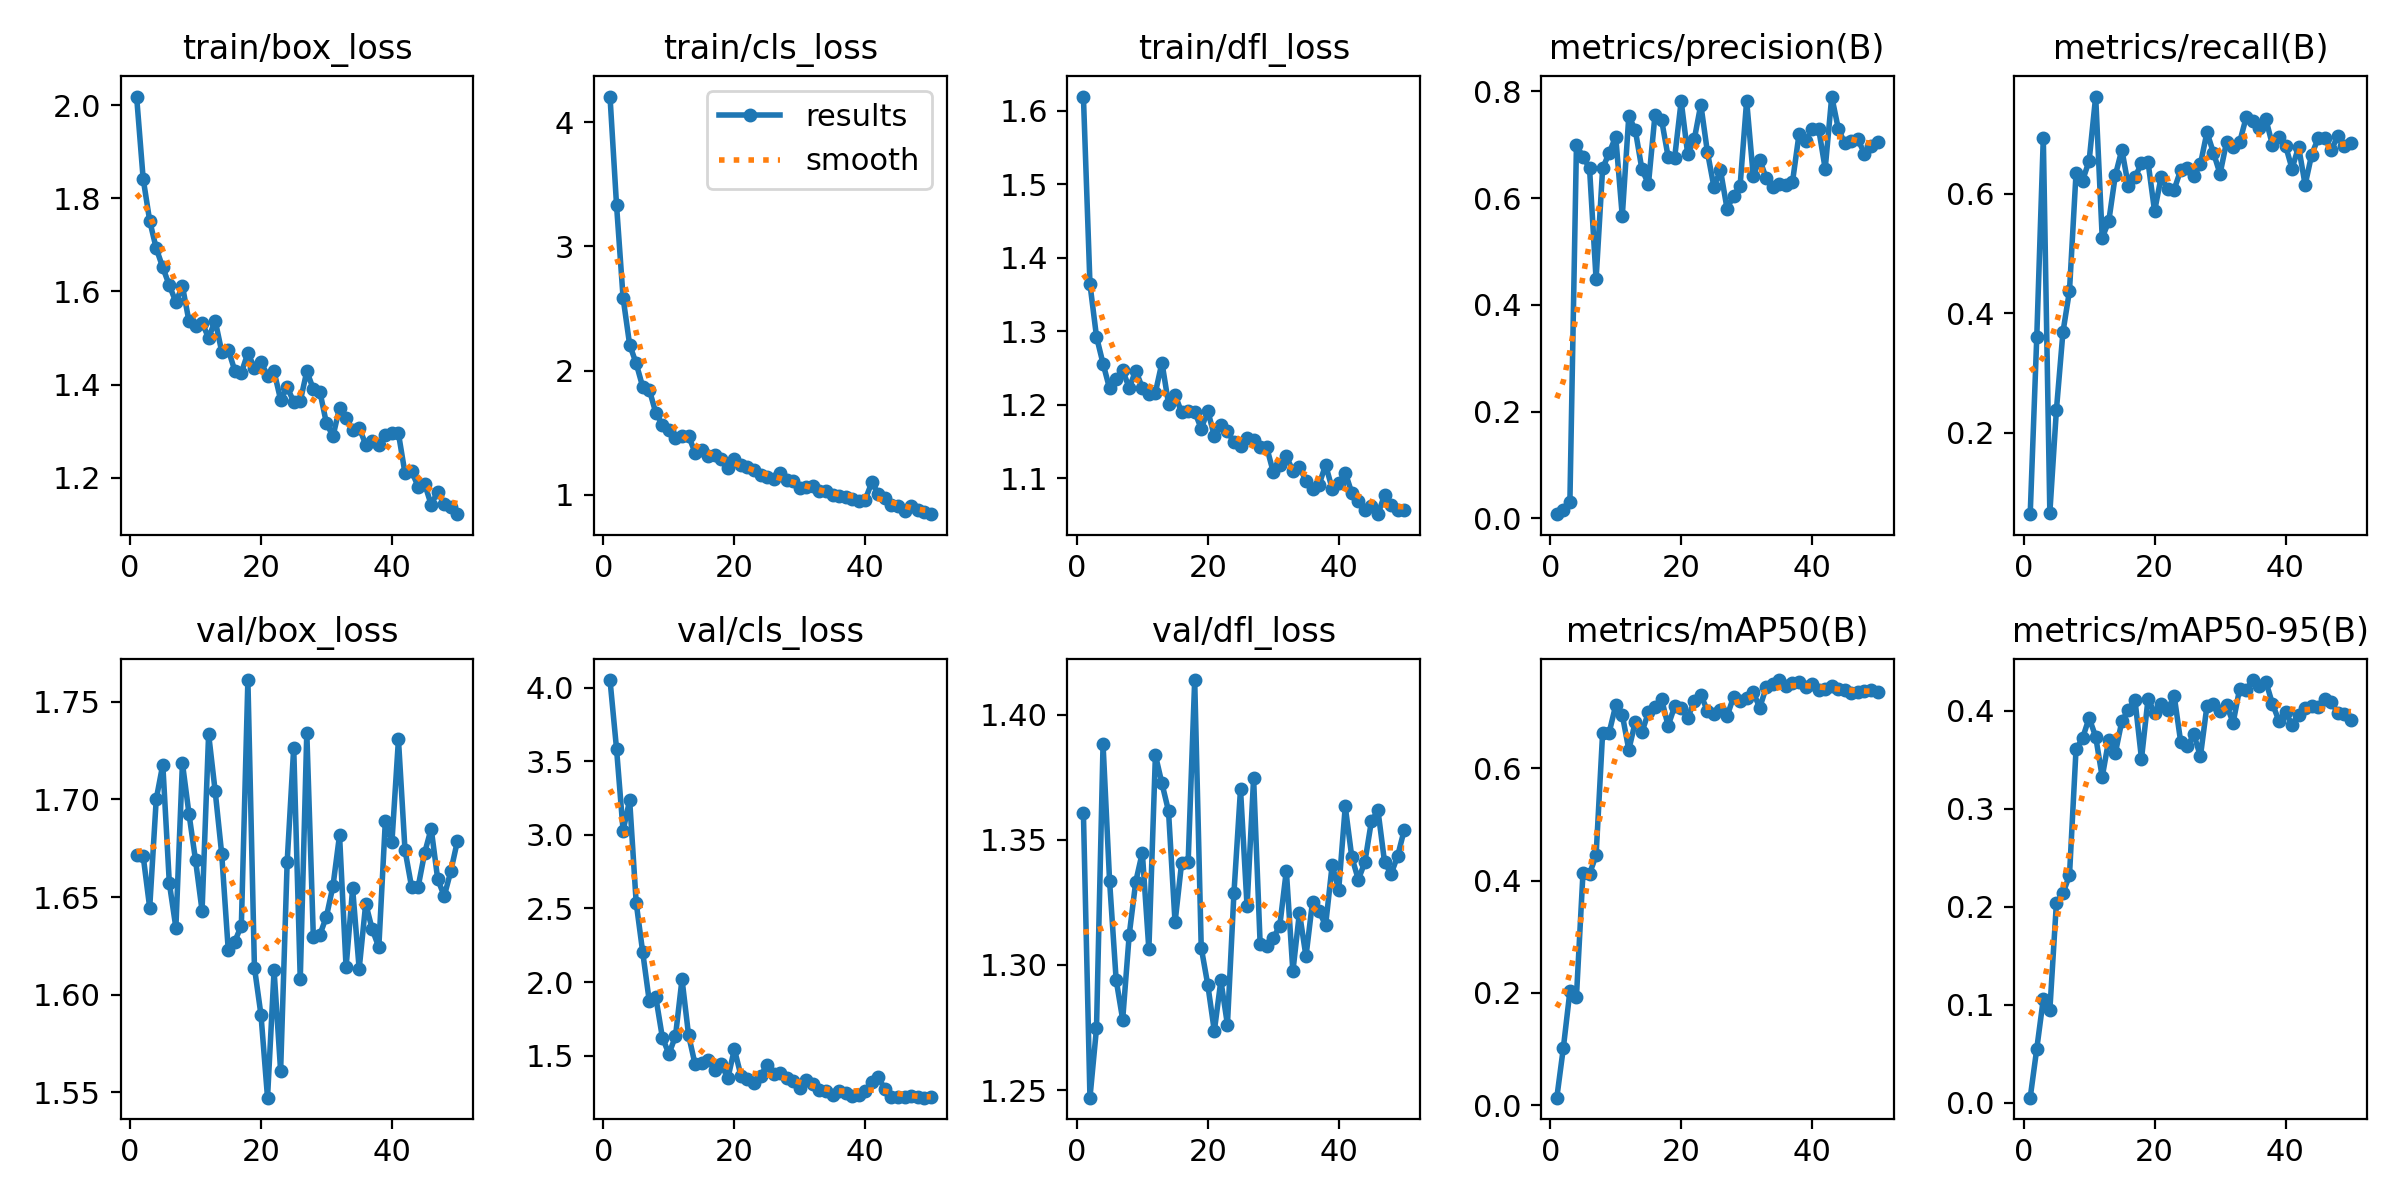 train/box_loss
2.0
1.8
1.6
1.4
1.2
0 20 40
train/cls_loss
results
smooth
4
3
2
1
0 20 40
train/dfl_loss
1.6
1.5
1.4
1.3
1.2
1.1
0 20 40
metrics/precision(B)
0.8
0.6
0.4
0.2
0.0
0 20 40
metrics/recall(B)
0.6
0.4
0.2
0 20 40
val/box_loss
1.75
1.70
1.65
1.60
1.55
0 20 40
val/cls_loss
4.0
3.5
3.0
2.5
2.0
1.5
0 20 40
val/dfl_loss
1.40
1.35
1.30
1.25
0 20 40
metrics/mAP50(B)
0.6
0.4
0.2
0.0
0 20 40
metrics/mAP50-95(B)
0.4
0.3
0.2
0.1
0.0
0 20 40